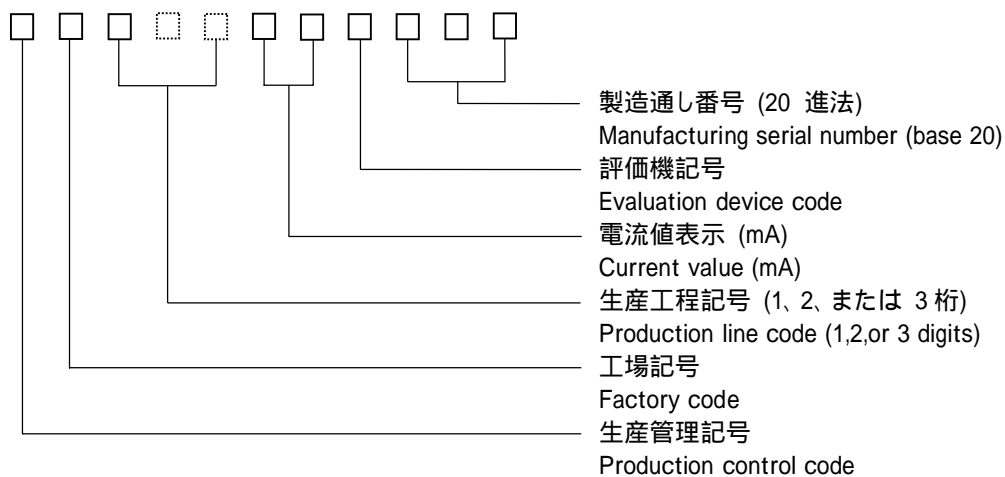 製造通し番号 (20 進法)
Manufacturing serial number (base 20)
評価機記号
Evaluation device code
電流値表示 (mA)
Current value (mA)
生産工程記号 (1、2、または 3 桁)
Production line code (1,2,or 3 digits)
工場記号
Factory code
生産管理記号
Production control code